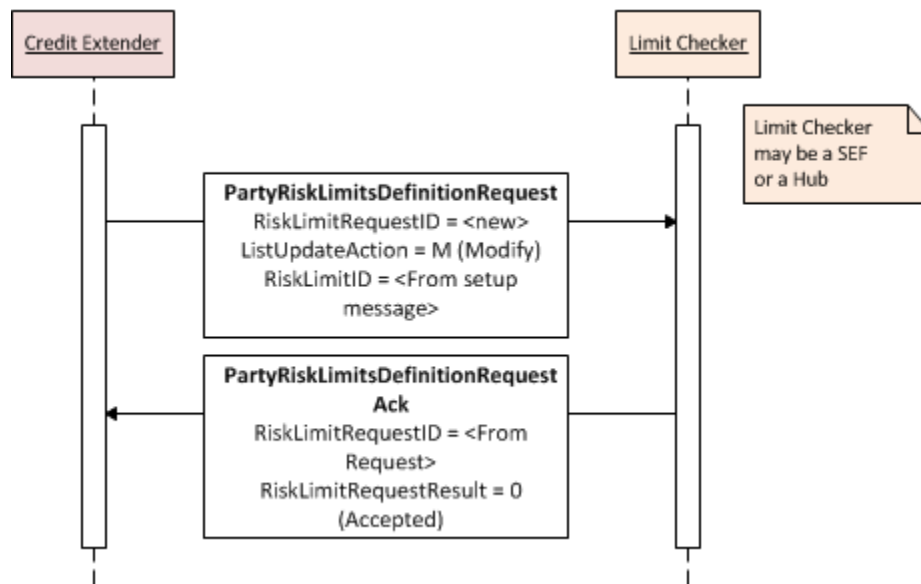 Credit Extender
Limit Checker
Limit Checker
may be a SEF
or a Hub
PartyRiskLimitsDefinitionRequest
RiskLimitRequestID = <new>
ListUpdateAction = M (Modify)
RiskLimitID = <From setup
message>
PartyRiskLimitsDefinitionRequest
Ack
RiskLimitRequestID = <From
Request>
RiskLimitRequestResult = 0
(Accepted)